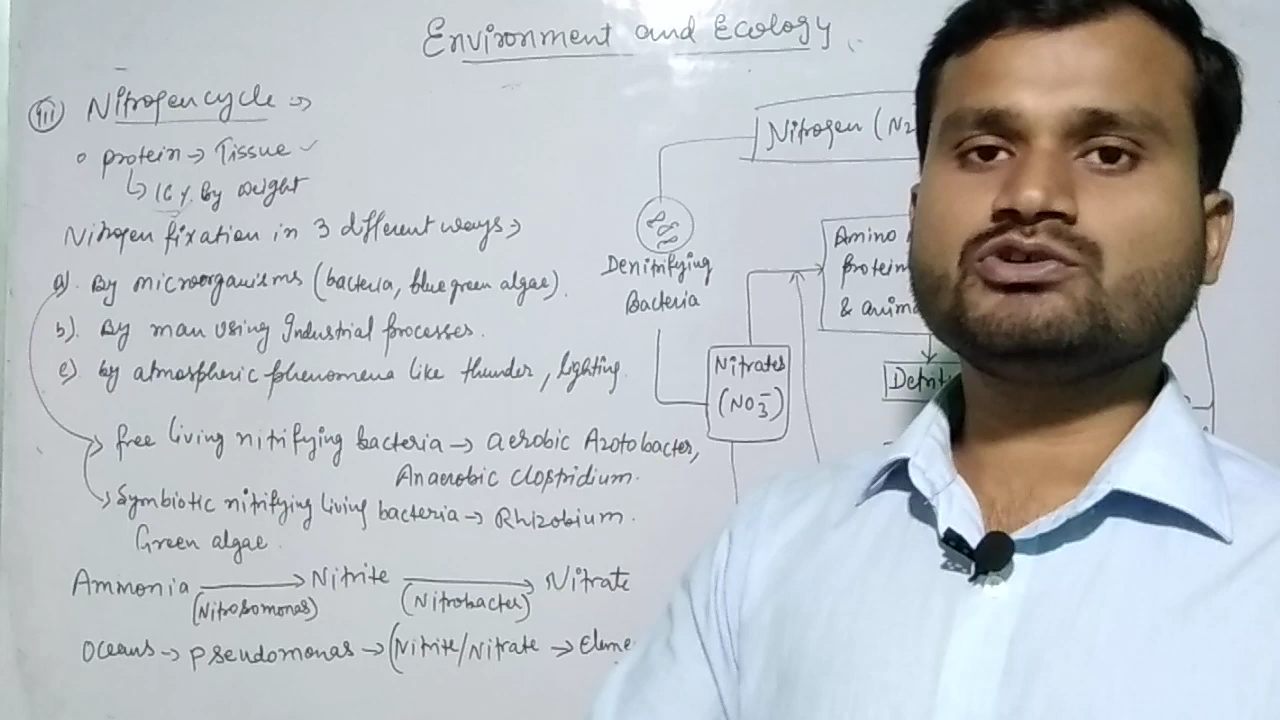 Environment and Ecology
(iii) Nitrogen cycle ⇒
o protein → Tissue ✓
↳ 16 % By weight
Nitrogen fixation in 3 different ways →
a). By microorganisms (bacteria, blue green algae).
b). By man using Industrial processes.
c) by atmospheric phenomena like thunder, lighting.
→ free living nitrifying bacteria → aerobic Azotobacter,
Anaerobic Clostridium.
→ Symbiotic nitrifying living bacteria → Rhizobium.
Green algae.
Ammonia → Nitrite → Nitrate
(Nitrosomonas) (Nitrobacter)
Oceans → pseudomonas → (Nitrite/Nitrate → Eleme
Nitrogen (N2
Denitrifying
Bacteria
Amino
protein
& anima
Nitrates
(NO3-)
Detrit